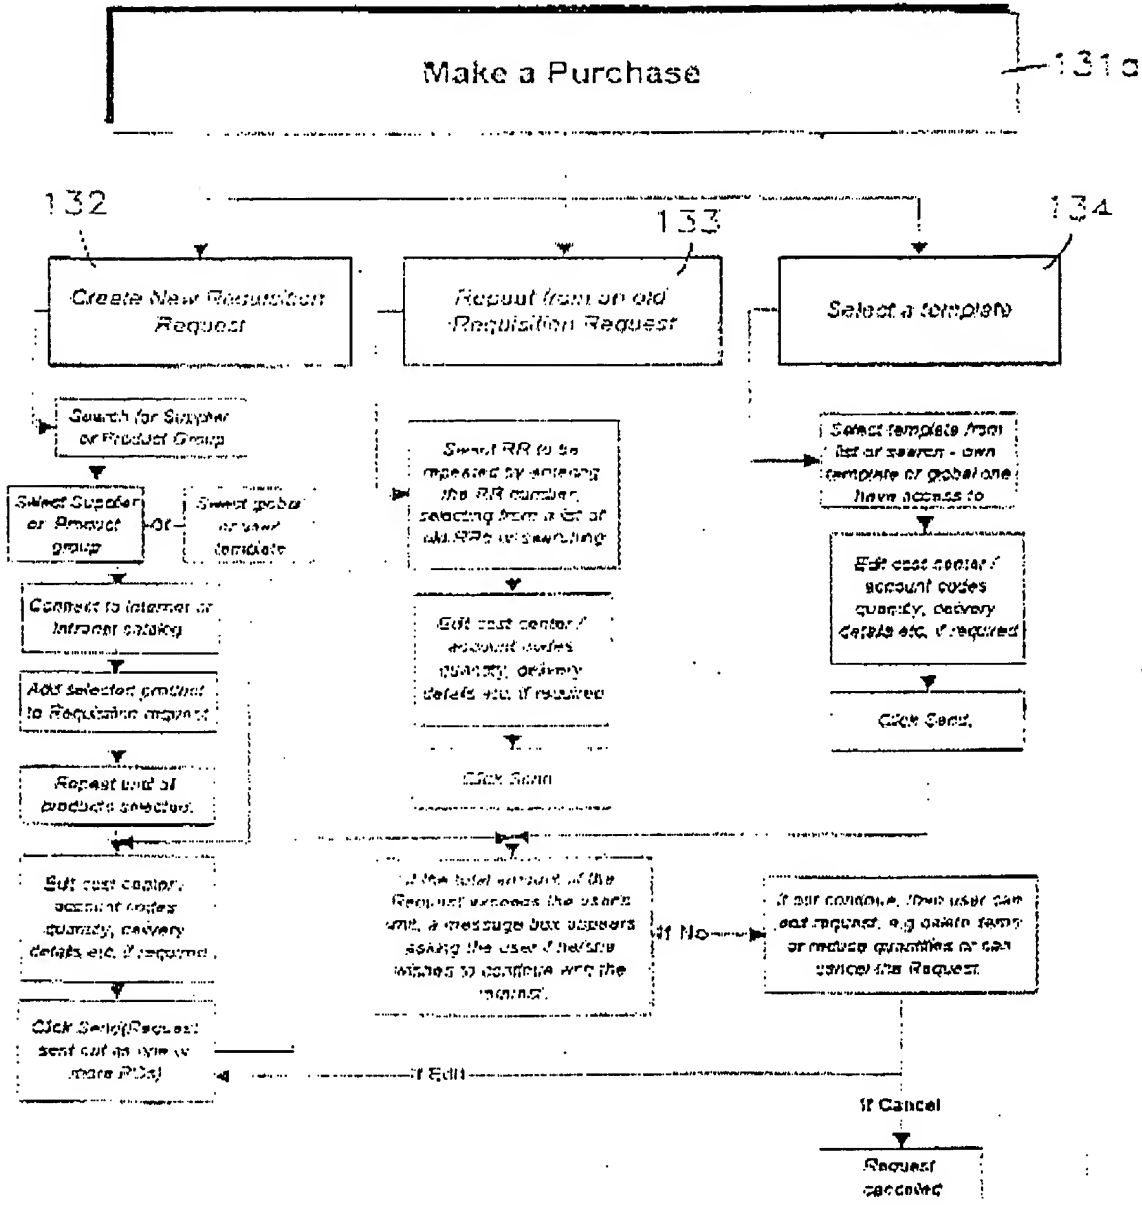 Make a Purchase
131a
132
133
134
Create New Requisition
Request
Repeat from an old
Requisition Request
Select a template
Search for Supplier
or Product Group
Select Supplier
or Product
group
or
Select global
or user
template
Connect to Internet or
Intranet catalog
Add selected product
to Requisition request
Repeat until all
products selected.
Edit cost center /
account codes
quantity, delivery
details etc. if required
Click Send(Request
sent out as one or
more ROs)
Select RR to be
repeated by entering
the RR number,
selecting from a list of
old RRs or searching
Edit cost center /
account codes
quantity, delivery
details etc. if required
Click Send
Select template from
list or search - own
template or global one
have access to
Edit cost center /
account codes
quantity, delivery
details etc. if required
Click Send.
If the total amount of the
Request exceeds the user's
limit, a message box appears
asking the user if he/she
wishes to continue with the
request.
If No
If not continue, then user can
edit request, e.g delete items
or reduce quantities or can
cancel the Request.
If Edit
If Cancel
Request
cancelled